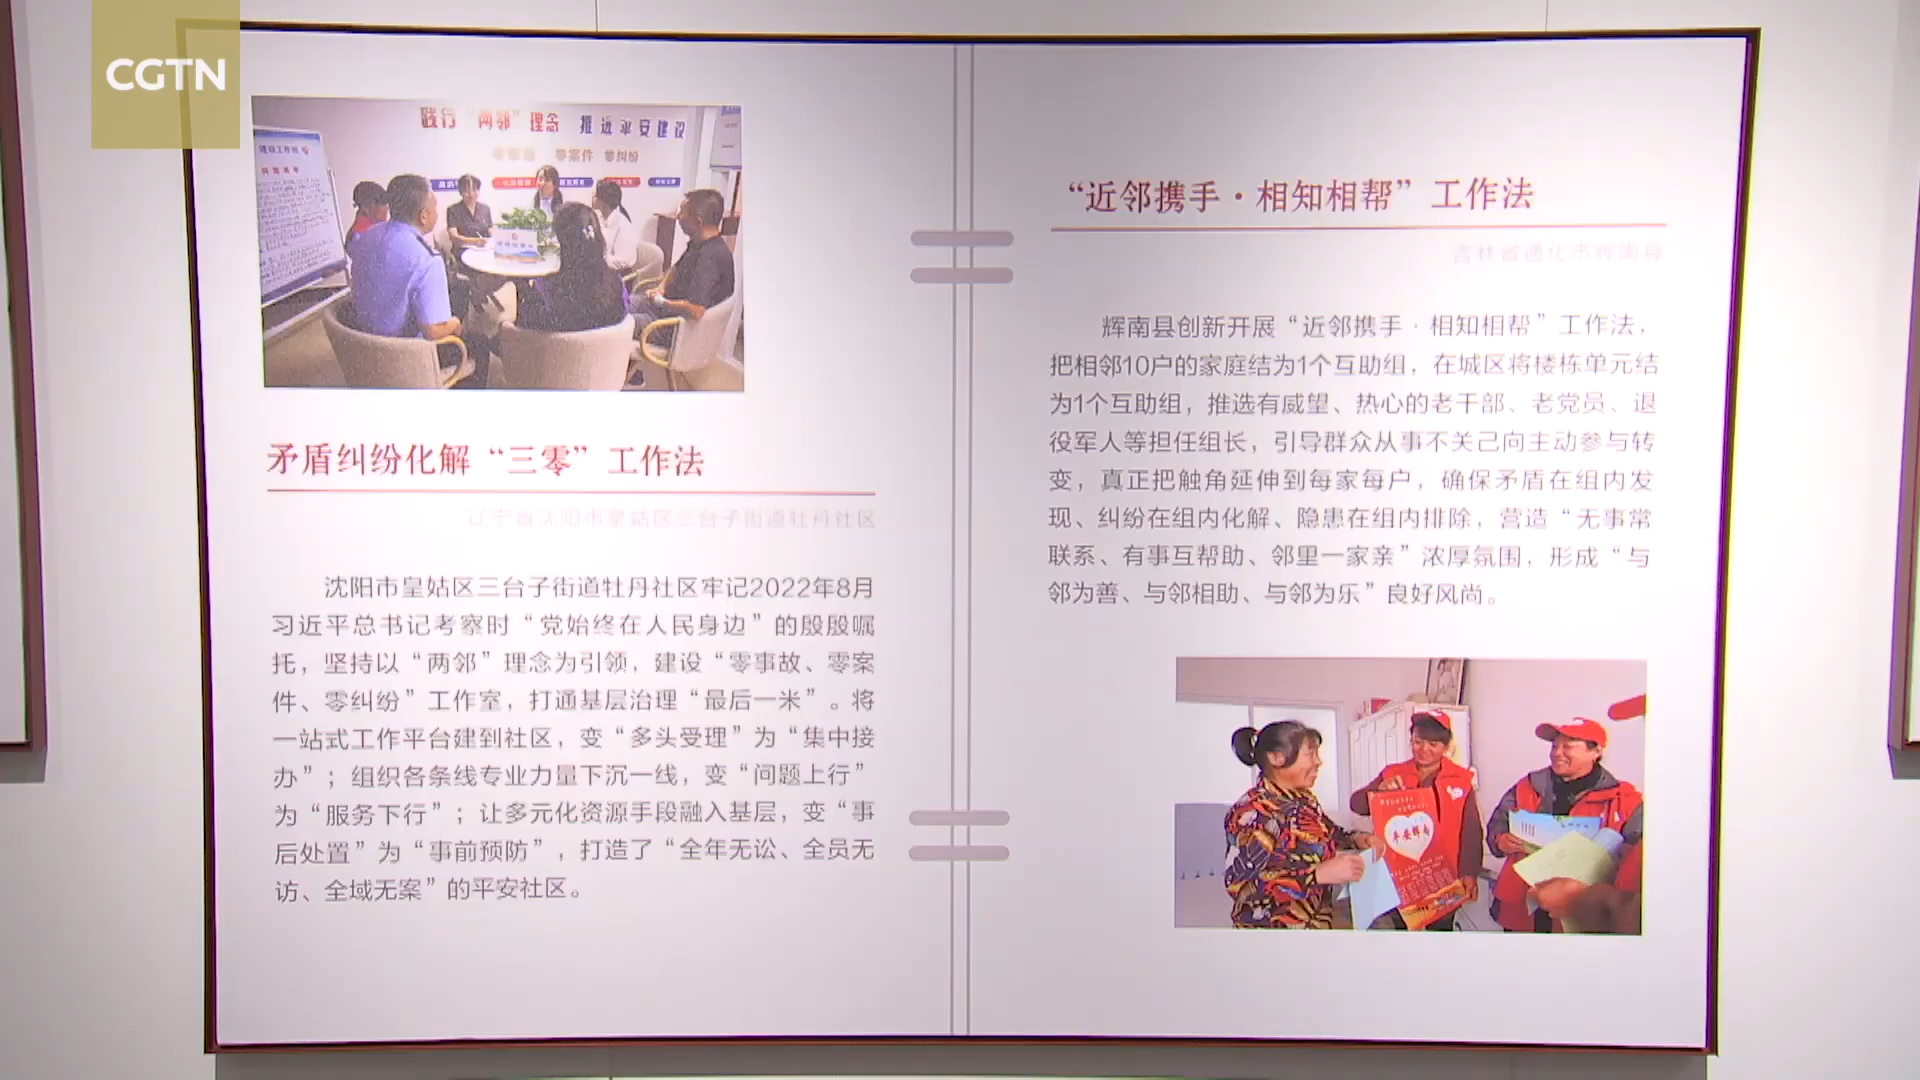 CGTN
践行“两邻”理念 推进平安建设
零案件 零纠纷
矛盾纠纷化解“三零”工作法
辽宁省沈阳市皇姑区三台子街道牡丹社区
沈阳市皇姑区三台子街道牡丹社区牢记2022年8月
习近平总书记考察时“党始终在人民身边”的殷殷嘱
托，坚持以“两邻”理念为引领，建设“零事故、零案
件、零纠纷”工作室，打通基层治理“最后一米”。将
一站式工作平台建到社区，变“多头受理”为“集中接
办”；组织各条线专业力量下沉一线，变“问题上行”
为“服务下行”；让多元化资源手段融入基层，变“事
后处置”为“事前预防”，打造了“全年无讼、全员无
访、全域无案”的平安社区。
“近邻携手·相知相帮”工作法
吉林省通化市辉南县
辉南县创新开展“近邻携手·相知相帮”工作法，
把相邻10户的家庭结为1个互助组，在城区将楼栋单元结
为1个互助组，推选有威望、热心的老干部、老党员、退
役军人等担任组长，引导群众从事不关己向主动参与转
变，真正把触角延伸到每家每户，确保矛盾在组内发
现、纠纷在组内化解、隐患在组内排除，营造“无事常
联系、有事互帮助、邻里一家亲”浓厚氛围，形成“与
邻为善、与邻相助、与邻为乐”良好风尚。
平安辉南